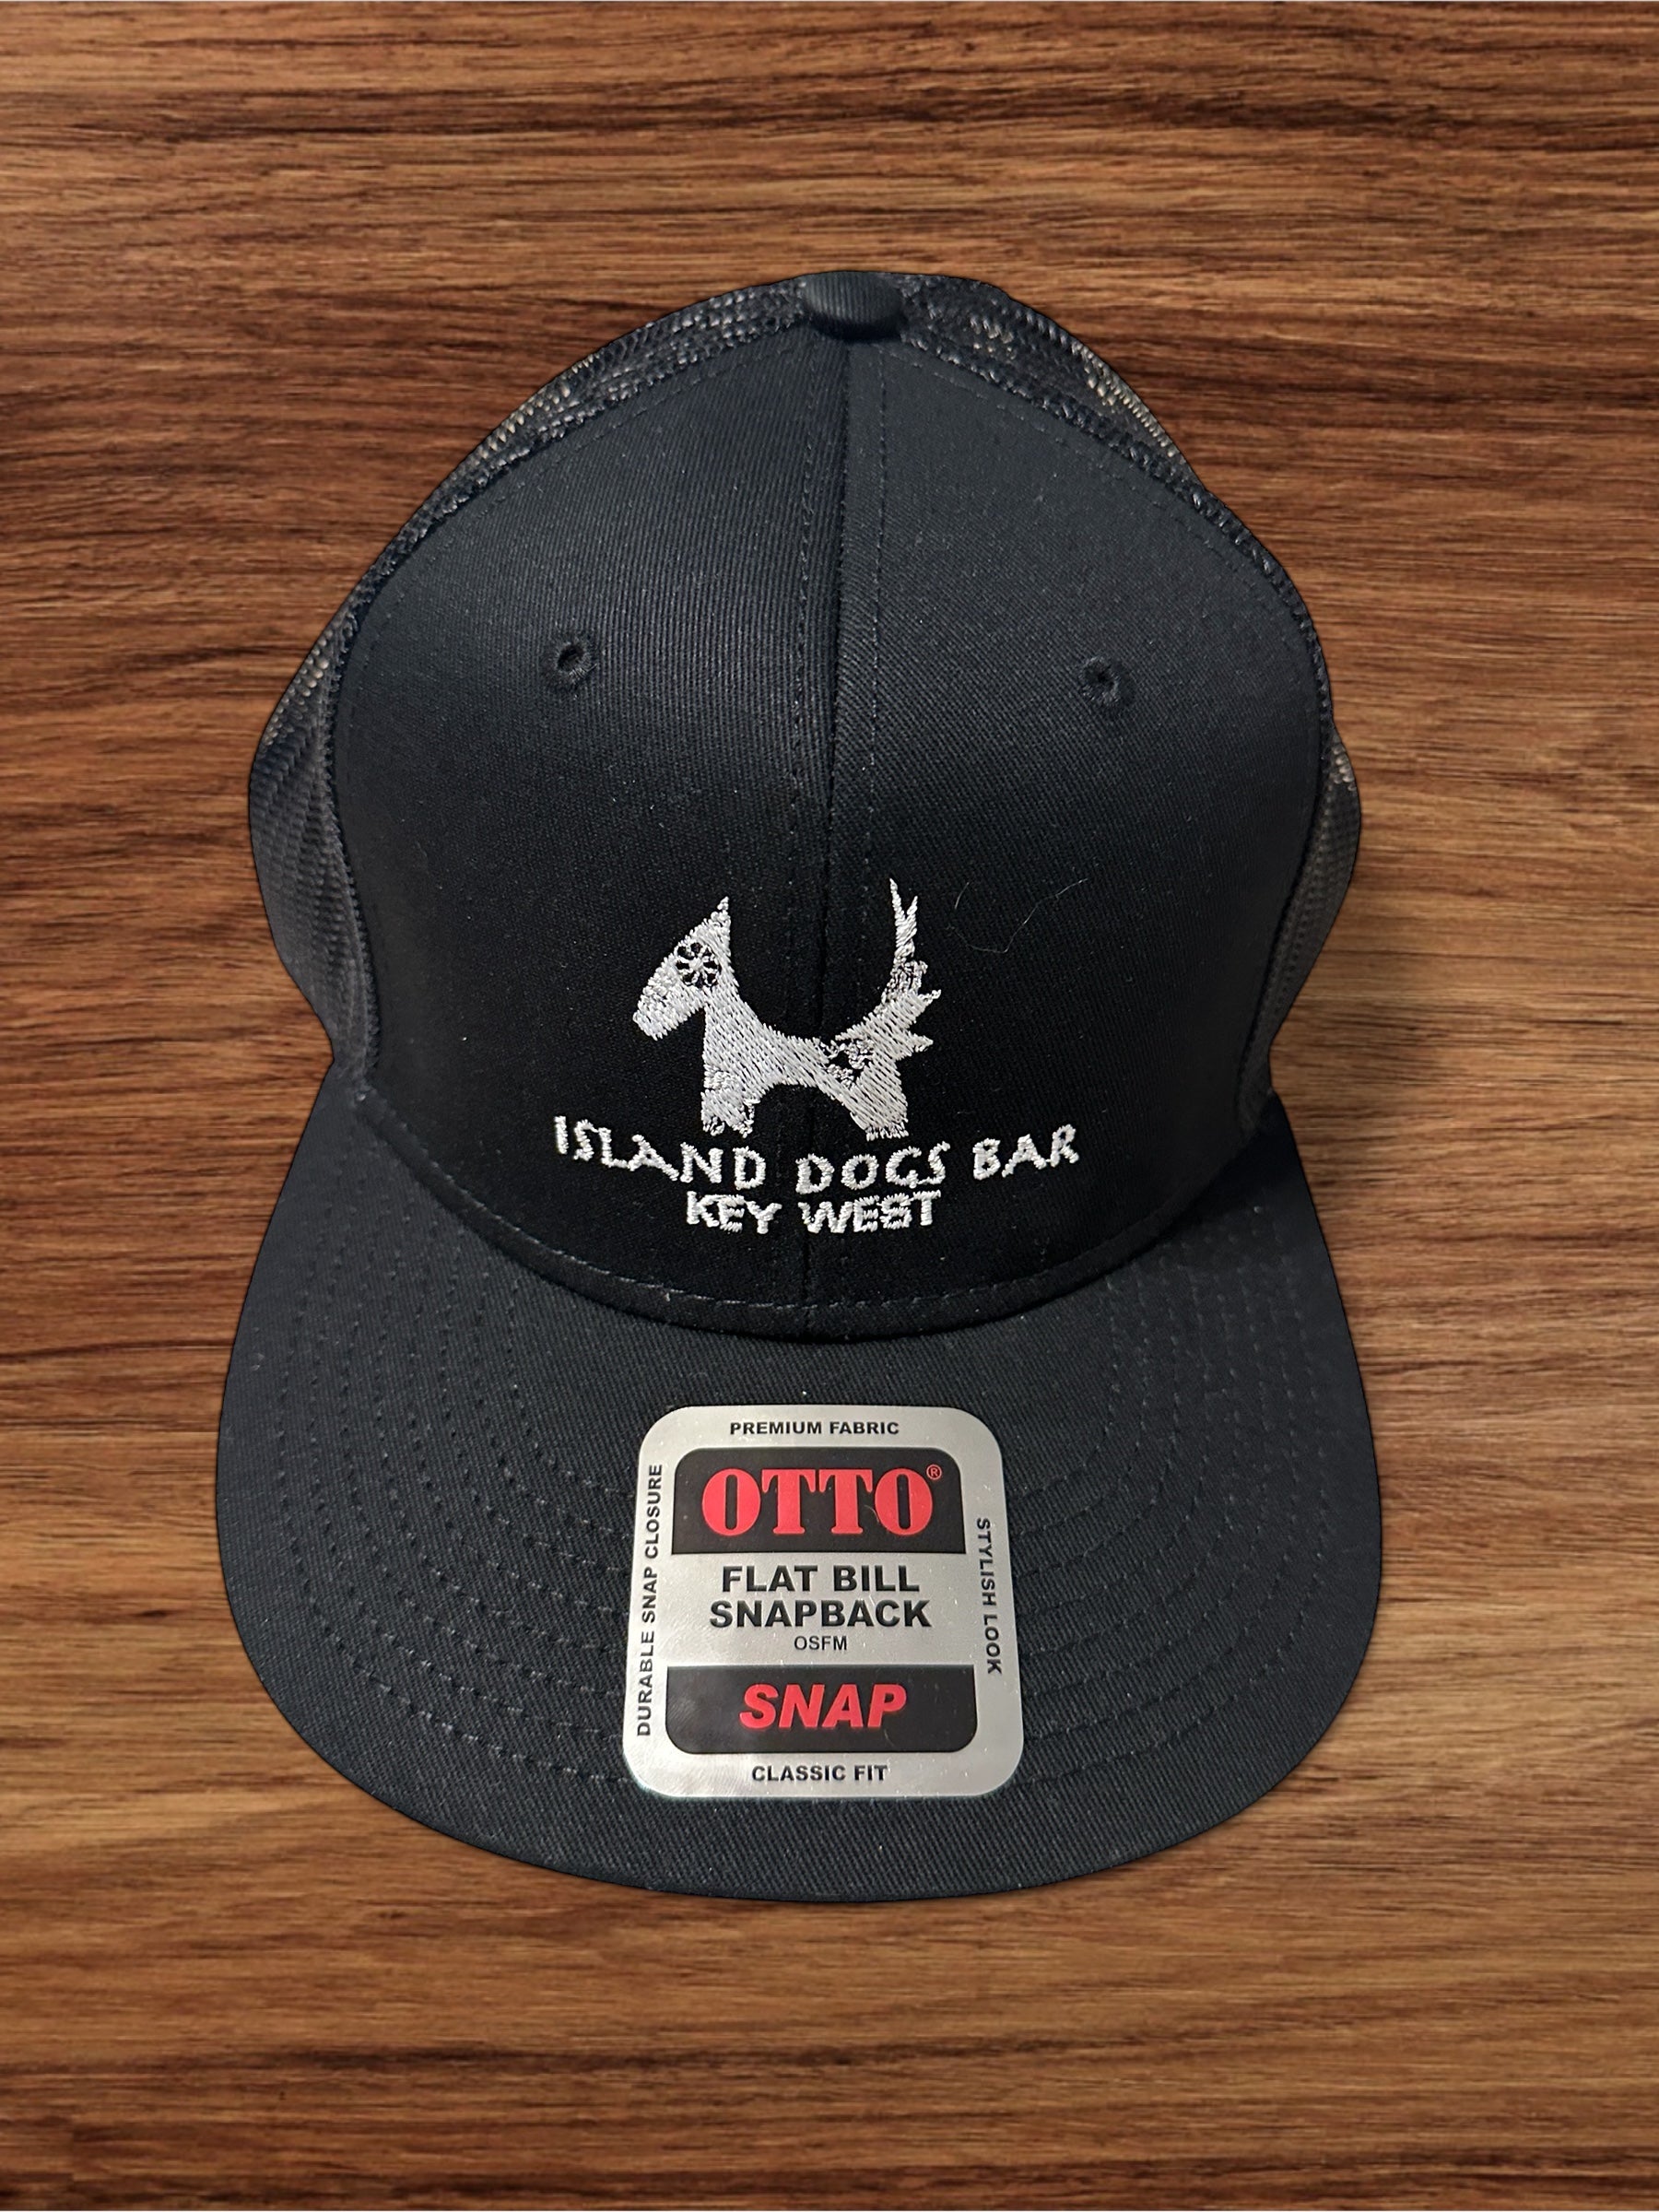 ISLAND DOGS BAR
KEY WEST
PREMIUM FABRIC
DURABLE SNAP CLOSURE
OTTO®
STYLISH LOOK
FLAT BILL
SNAPBACK
OSFM
SNAP
CLASSIC FIT